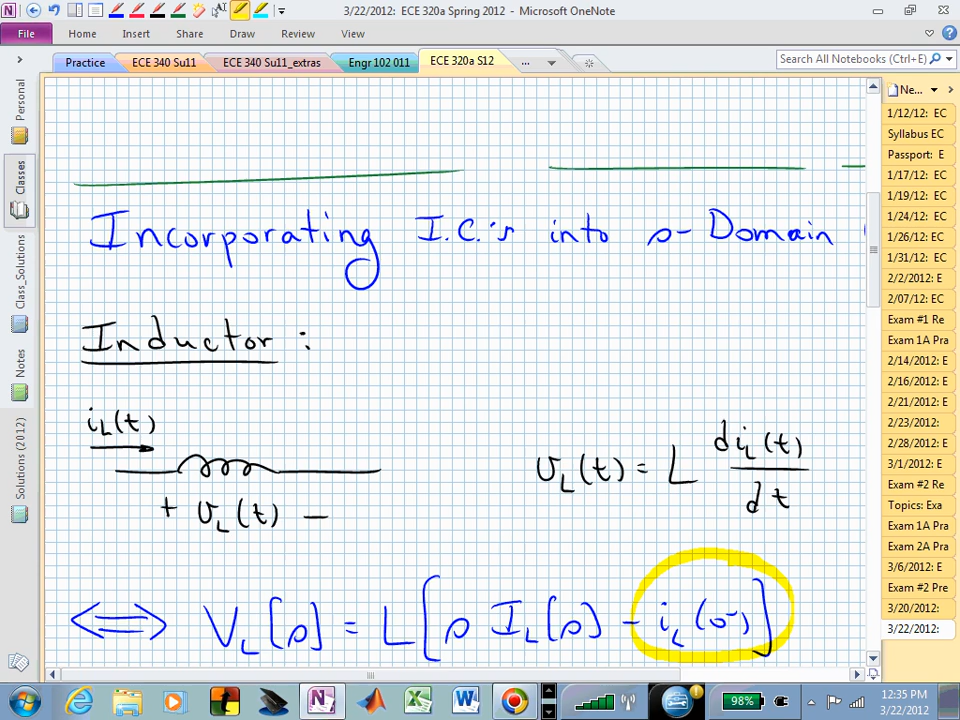 3/22/2012: ECE 320a Spring 2012 - Microsoft OneNote
File Home Insert Share Draw Review View
Practice ECE 340 Su11 ECE 340 Su11_extras Engr 102 011 ECE 320a S12 ... Search All Notebooks (Ctrl+E)
Personal
Classes
Class_Solutions
Notes
Solutions (2012)
Incorporating I.C.'s into s-Domain
Inductor :
iL(t)
+ vL(t) -
vL(t) = L diL(t)/dt
<=> VL[s] = L[s IL[s] - iL(0-)]
Ne...
1/12/12: EC
Syllabus EC
Passport: E
1/17/12: EC
1/19/12: EC
1/24/12: EC
1/26/12: EC
1/31/12: EC
2/2/2012: E
2/07/12: EC
Exam #1 Re
Exam 1A Pra
2/14/2012: E
2/16/2012: E
2/21/2012: E
2/23/2012:
2/28/2012: E
3/1/2012: E
Exam #2 Re
Topics: Exa
Exam 1A Pra
Exam 2A Pra
3/6/2012: E
Exam #2 Pre
3/20/2012:
3/22/2012:
98%
12:35 PM
3/22/2012